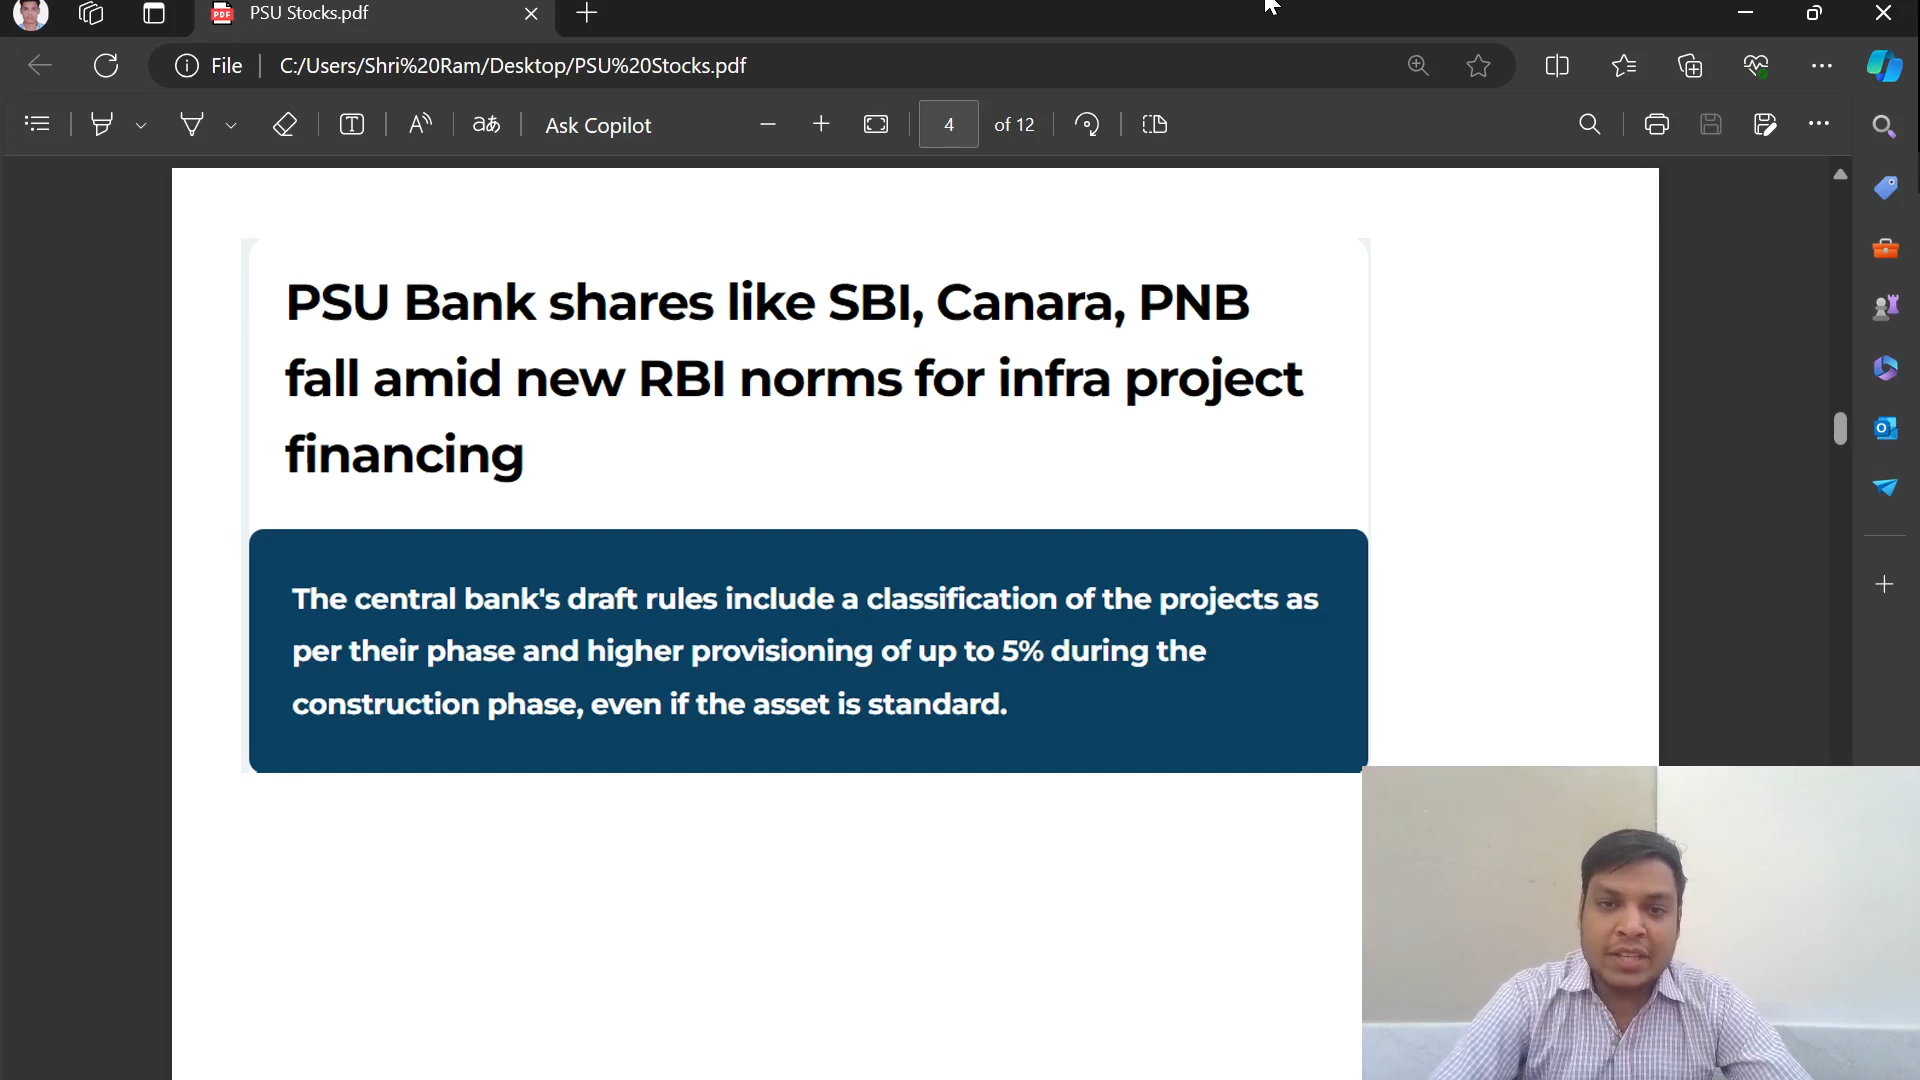 PDF PSU Stocks.pdf
File C:/Users/Shri%20Ram/Desktop/PSU%20Stocks.pdf
Ask Copilot 4 of 12
PSU Bank shares like SBI, Canara, PNB
fall amid new RBI norms for infra project
financing
The central bank's draft rules include a classification of the projects as
per their phase and higher provisioning of up to 5% during the
construction phase, even if the asset is standard.